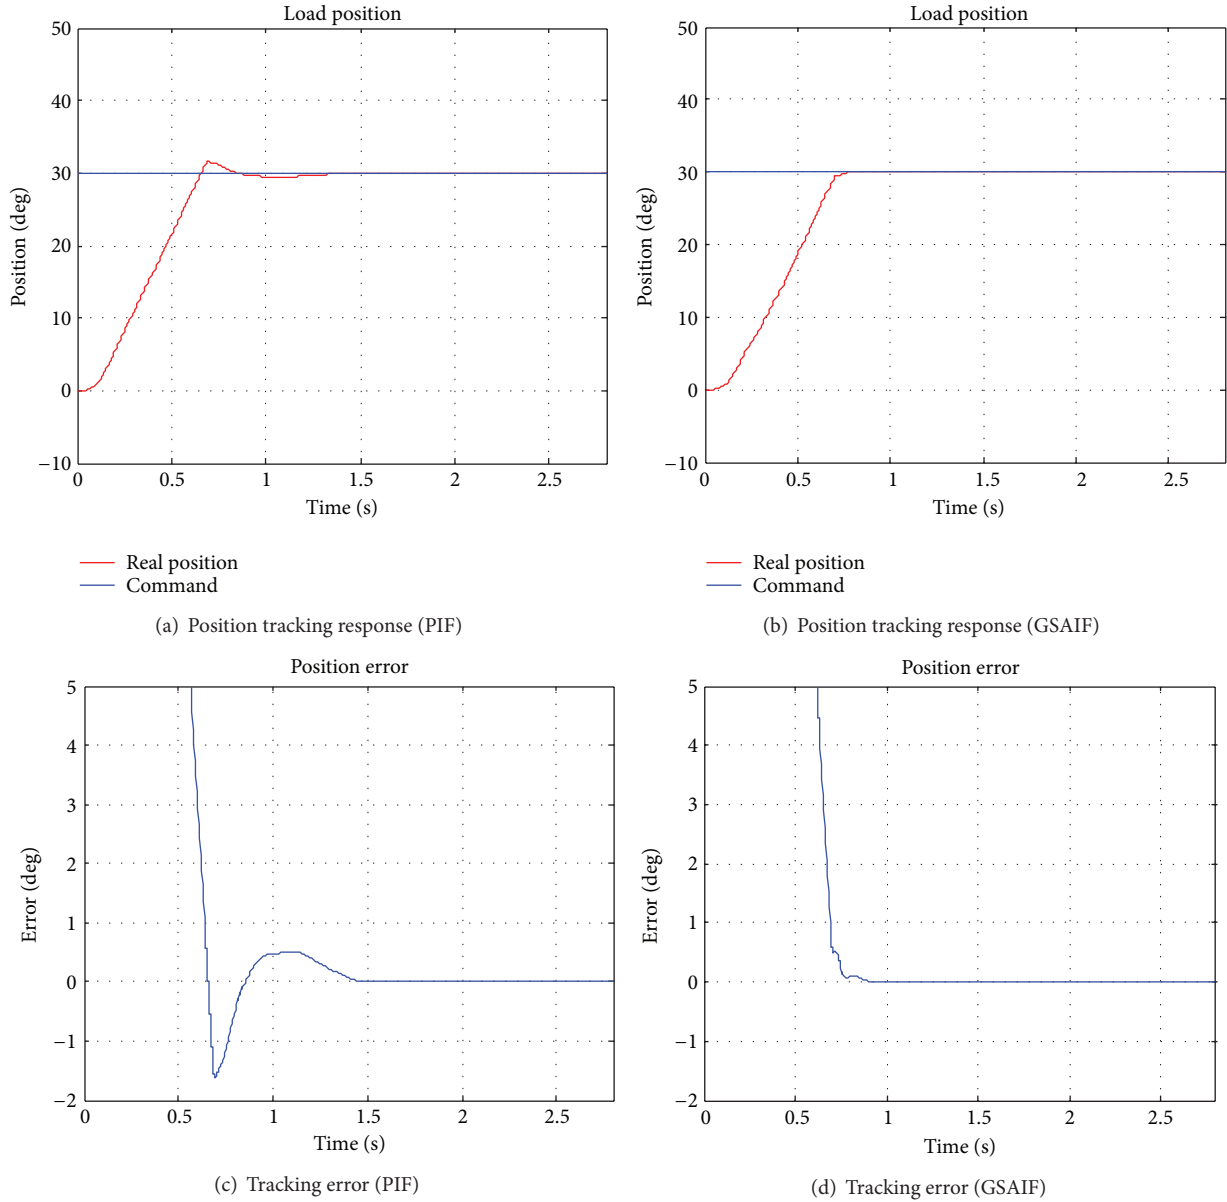 Load position
50
40
30
20
10
0
−10
Position (deg)
0 0.5 1 1.5 2 2.5
Time (s)
Real position
Command
(a) Position tracking response (PIF)
Load position
50
40
30
20
10
0
−10
Position (deg)
0 0.5 1 1.5 2 2.5
Time (s)
Real position
Command
(b) Position tracking response (GSAIF)
Position error
5
4
3
2
1
0
−1
−2
Error (deg)
0 0.5 1 1.5 2 2.5
Time (s)
(c) Tracking error (PIF)
Position error
5
4
3
2
1
0
−1
−2
Error (deg)
0 0.5 1 1.5 2 2.5
Time (s)
(d) Tracking error (GSAIF)